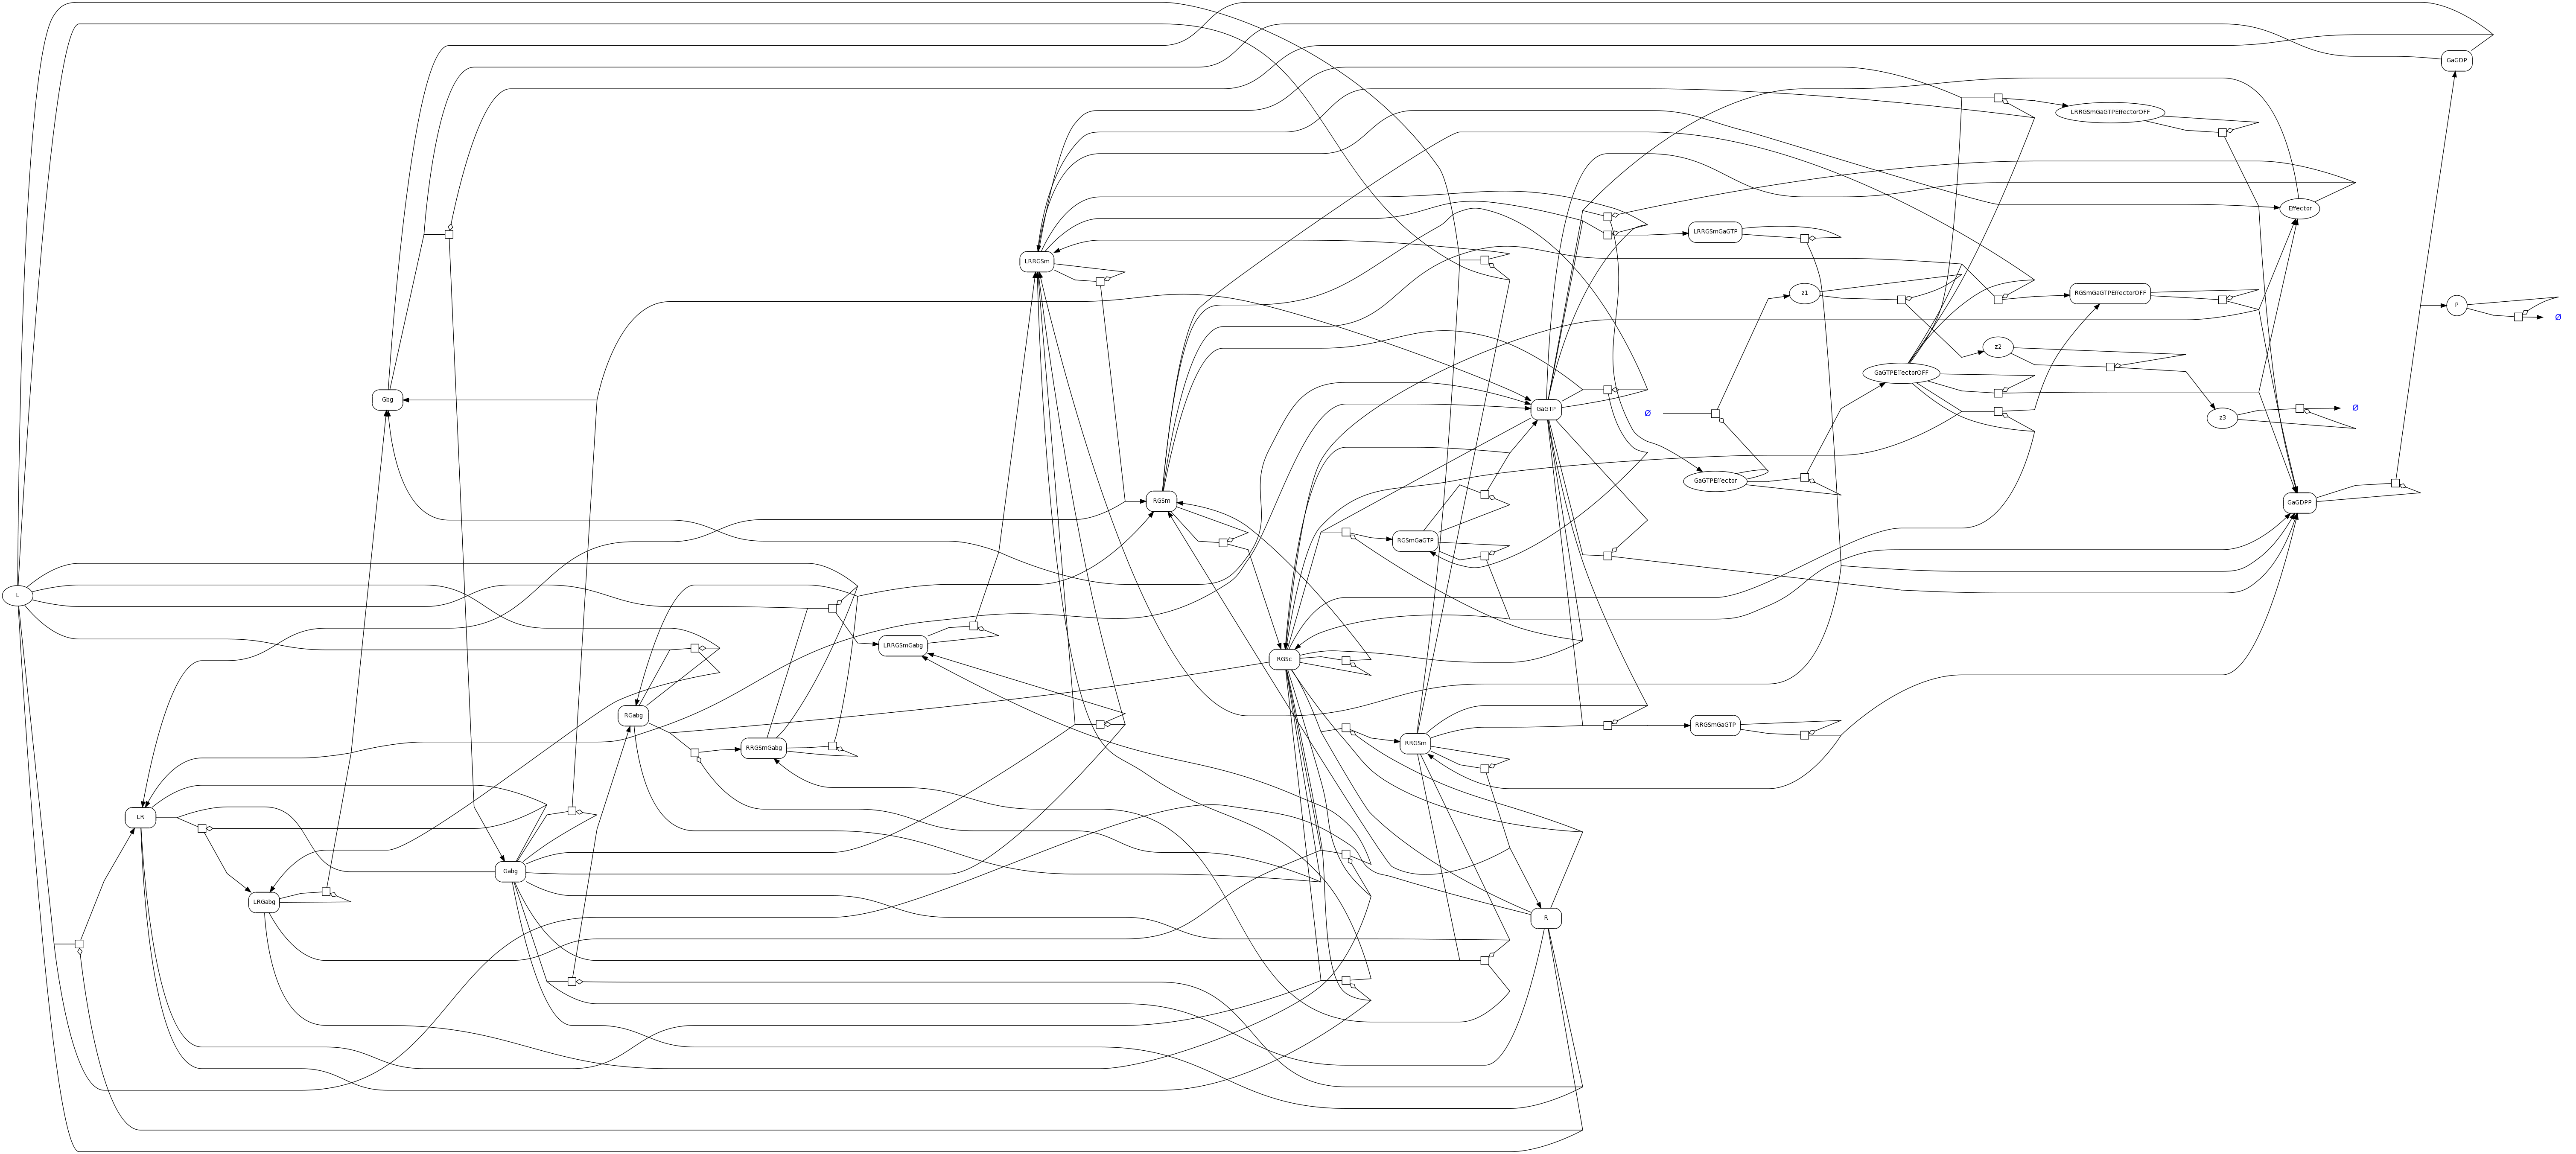 GaGDP
LRRGSmGaGTPEffectorOFF
Effector
LRRGSmGaGTP
LRRGSm
z1
RGSmGaGTPEffectorOFF
P
Ø
z2
GaGTPEffectorOFF
Gbg
GaGTP
Ø
Ø
z3
GaGTPEffector
RGSm
GaGDPP
RGSmGaGTP
L
LRRGSmGabg
RGSc
RGabg
RRGSmGaGTP
RRGSm
RRGSmGabg
LR
Gabg
LRGabg
R